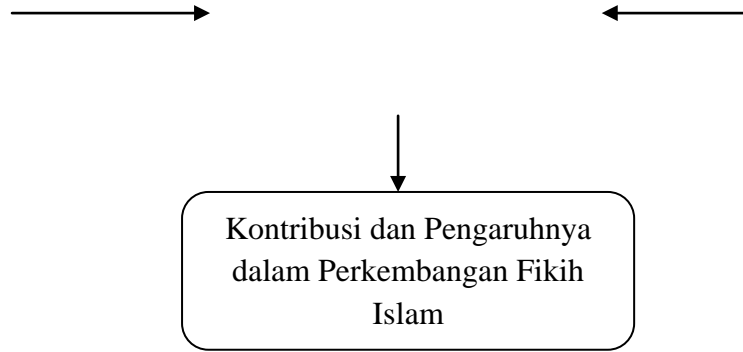 Kontribusi dan Pengaruhnya
dalam Perkembangan Fikih
Islam